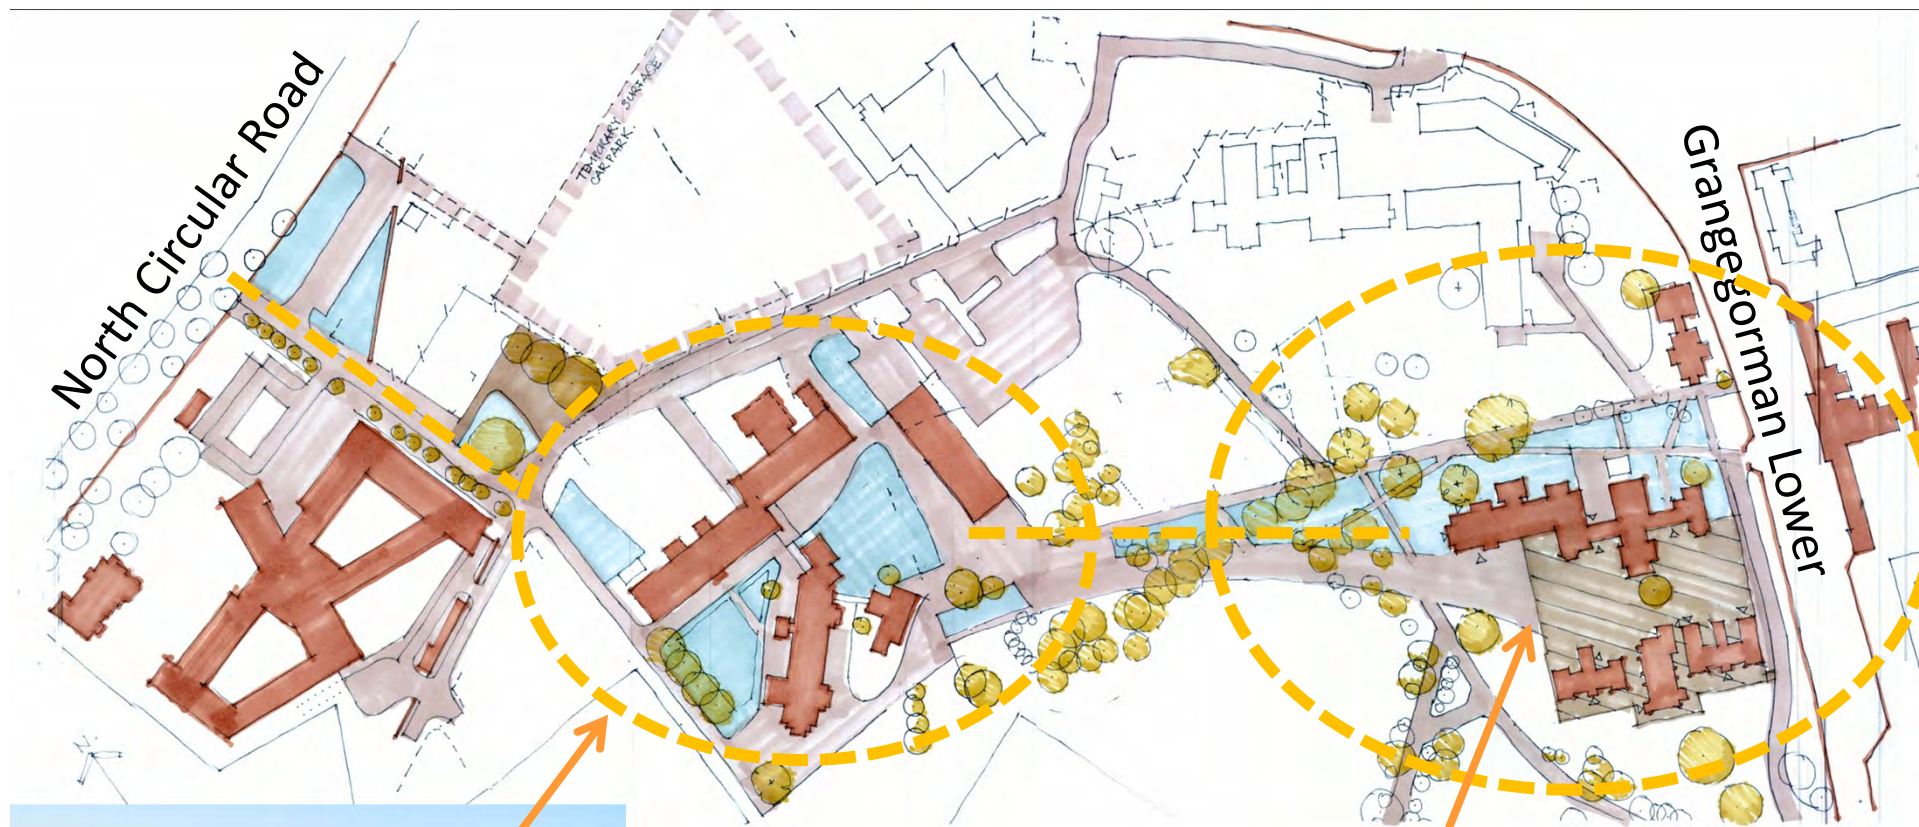 North Circular Road
TEMPORARY SURFACE
CAR PARK.
Grangegorman Lower
N.